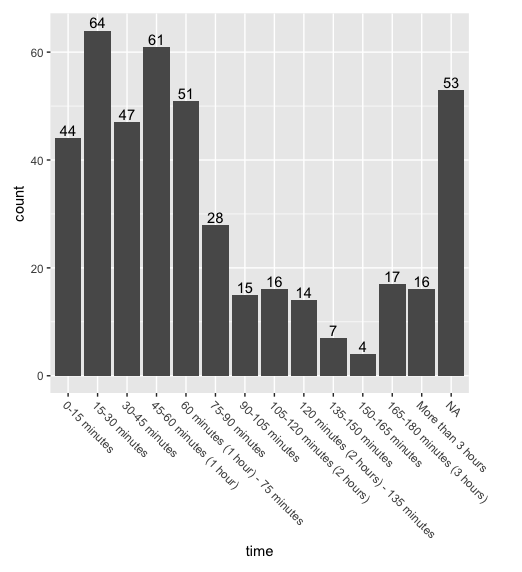 64
61
60
53
51
47
44
40
28
20
17
16
16
15
14
7
4
0
count
0-15 minutes
15-30 minutes
30-45 minutes
45-60 minutes (1 hour)
60 minutes (1 hour) - 75 minutes
75-90 minutes
90-105 minutes
105-120 minutes (2 hours)
120 minutes (2 hours) - 135 minutes
135-150 minutes
150-165 minutes
165-180 minutes (3 hours)
More than 3 hours
NA
time